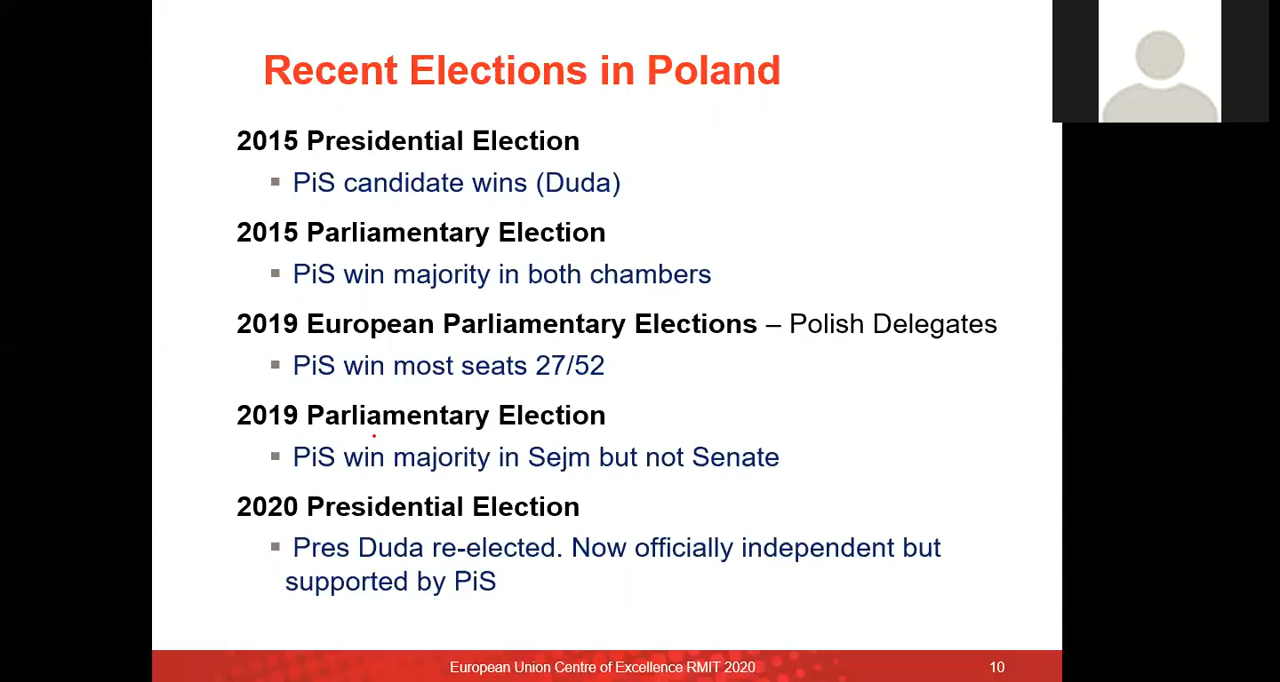 Recent Elections in Poland
2015 Presidential Election
▪ PiS candidate wins (Duda)
2015 Parliamentary Election
▪ PiS win majority in both chambers
2019 European Parliamentary Elections – Polish Delegates
▪ PiS win most seats 27/52
2019 Parliamentary Election
▪ PiS win majority in Sejm but not Senate
2020 Presidential Election
▪ Pres Duda re-elected. Now officially independent but
supported by PiS
European Union Centre of Excellence RMIT 2020
10